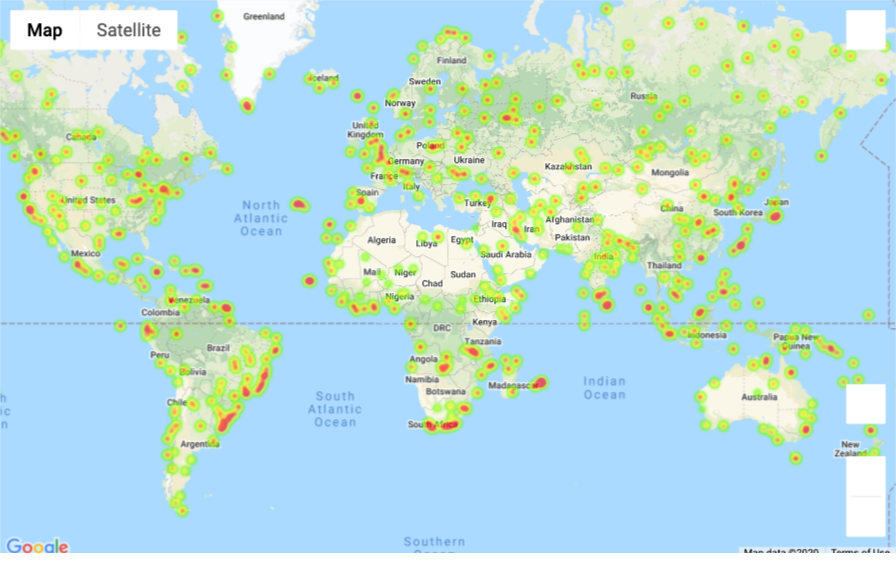 Map
Satellite
Greenland
Iceland
Finland
Sweden
Norway
Russia
United
Kingdom
Canada
Poland
Germany
Ukraine
France
Kazakhstan
Mongolia
Italy
Spain
United States
North
Atlantic
Ocean
Turkey
China
Japan
South Korea
Afghanistan
Iraq
Iran
Algeria
Libya
Egypt
Pakistan
Mexico
Saudi Arabia
India
Mali
Niger
Sudan
Thailand
Chad
Nigeria
Ethiopia
Venezuela
Colombia
DRC
Kenya
Indonesia
Papua New
Guinea
Tanzania
Brazil
Peru
Angola
Bolivia
Namibia
Madagascar
Botswana
Indian
Ocean
South
Atlantic
Ocean
Australia
Chile
South Africa
Argentina
New
Zealand
Southern
Ocean
Google
Map data ©2020
Terms of Use